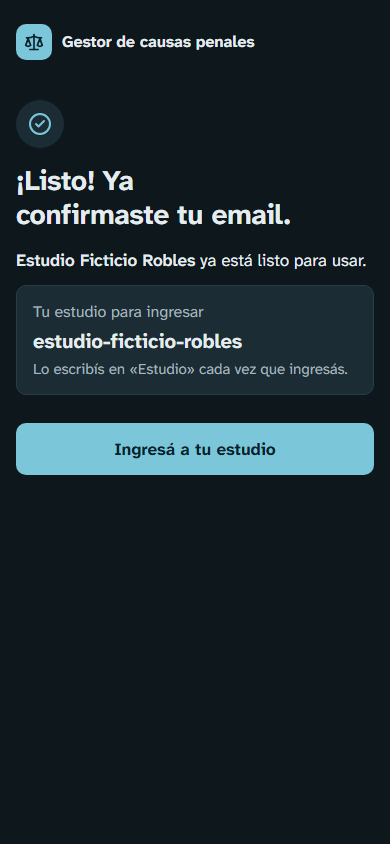 Gestor de causas penales
¡Listo! Ya
confirmaste tu email.
Estudio Ficticio Robles ya está listo para usar.
Tu estudio para ingresar
estudio-ficticio-robles
Lo escribís en «Estudio» cada vez que ingresás.
Ingresá a tu estudio